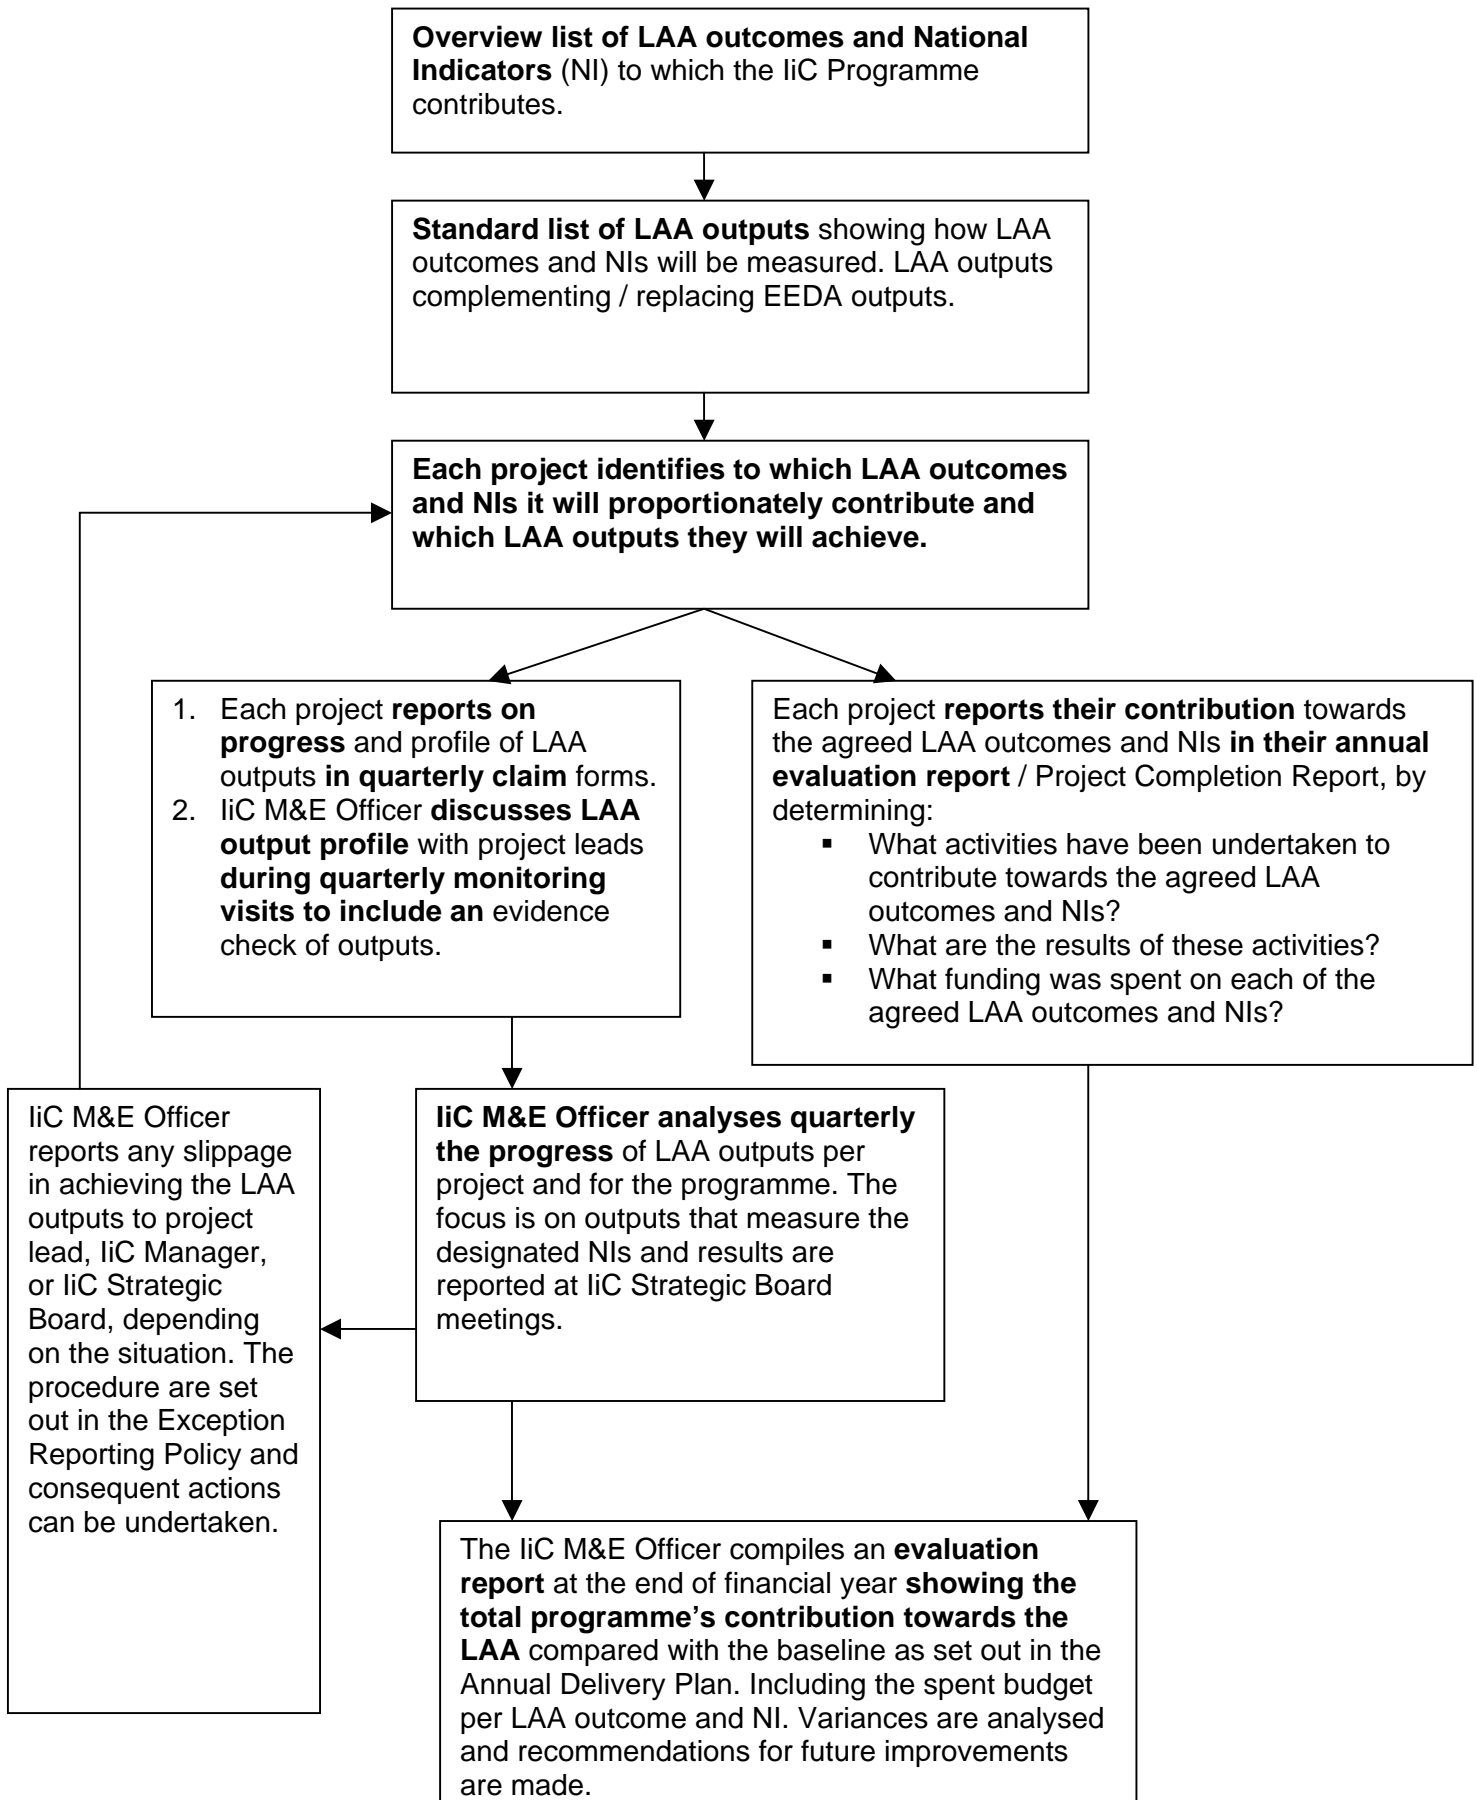 Overview list of LAA outcomes and National
Indicators (NI) to which the IiC Programme
contributes.
Standard list of LAA outputs showing how LAA
outcomes and NIs will be measured. LAA outputs
complementing / replacing EEDA outputs.
Each project identifies to which LAA outcomes
and NIs it will proportionately contribute and
which LAA outputs they will achieve.
1. Each project reports on
progress and profile of LAA
outputs in quarterly claim forms.
2. IiC M&E Officer discusses LAA
output profile with project leads
during quarterly monitoring
visits to include an evidence
check of outputs.
Each project reports their contribution towards
the agreed LAA outcomes and NIs in their annual
evaluation report / Project Completion Report, by
determining:
▪ What activities have been undertaken to
contribute towards the agreed LAA
outcomes and NIs?
▪ What are the results of these activities?
▪ What funding was spent on each of the
agreed LAA outcomes and NIs?
IiC M&E Officer
reports any slippage
in achieving the LAA
outputs to project
lead, IiC Manager,
or IiC Strategic
Board, depending
on the situation. The
procedure are set
out in the Exception
Reporting Policy and
consequent actions
can be undertaken.
IiC M&E Officer analyses quarterly
the progress of LAA outputs per
project and for the programme. The
focus is on outputs that measure the
designated NIs and results are
reported at IiC Strategic Board
meetings.
The IiC M&E Officer compiles an evaluation
report at the end of financial year showing the
total programme’s contribution towards the
LAA compared with the baseline as set out in the
Annual Delivery Plan. Including the spent budget
per LAA outcome and NI. Variances are analysed
and recommendations for future improvements
are made.